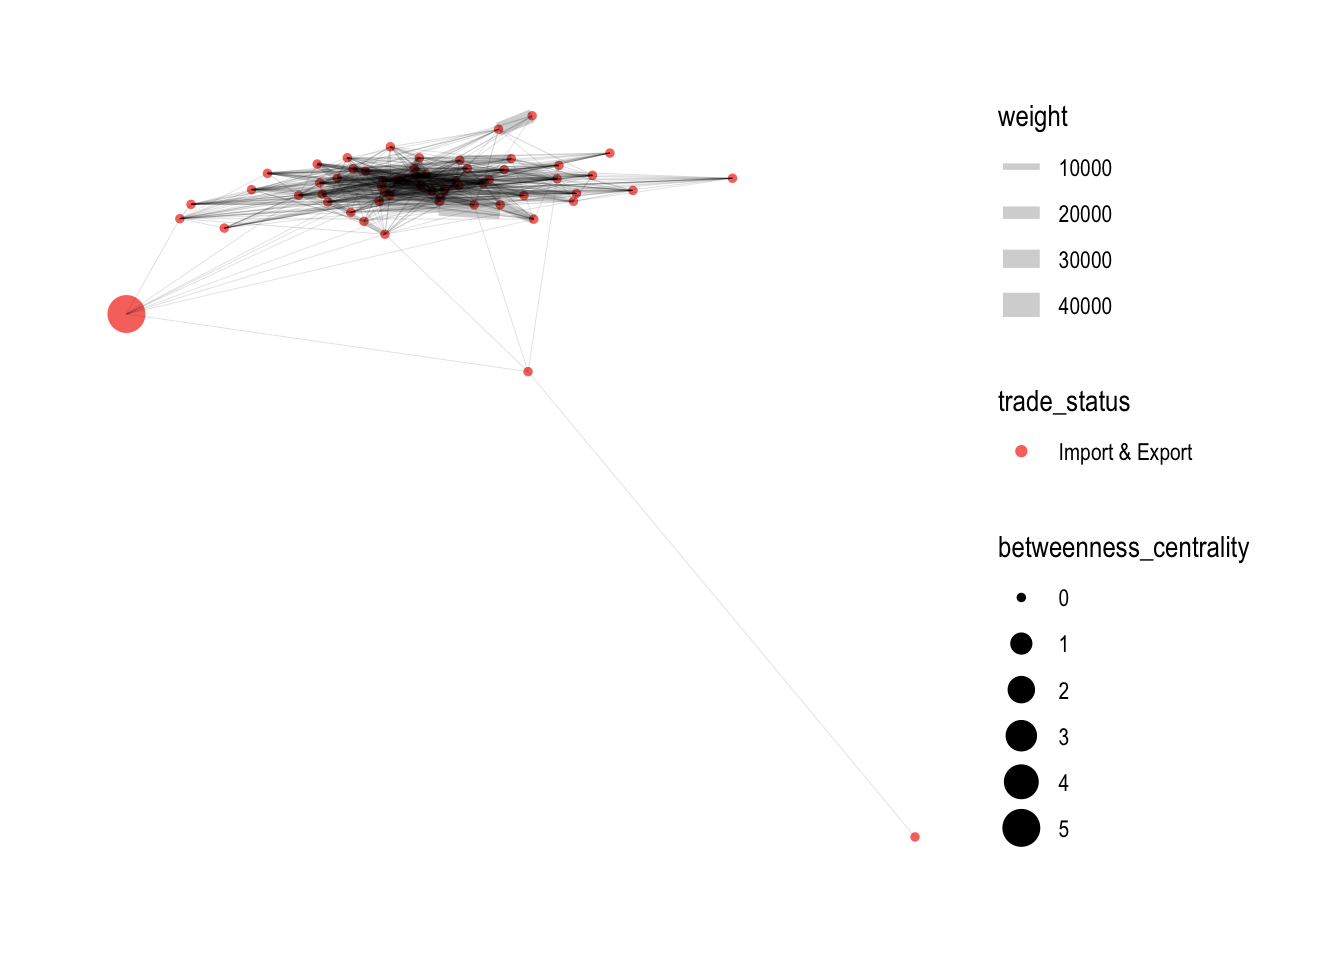 weight
10000
20000
30000
40000
trade_status
Import & Export
betweenness_centrality
0
1
2
3
4
5